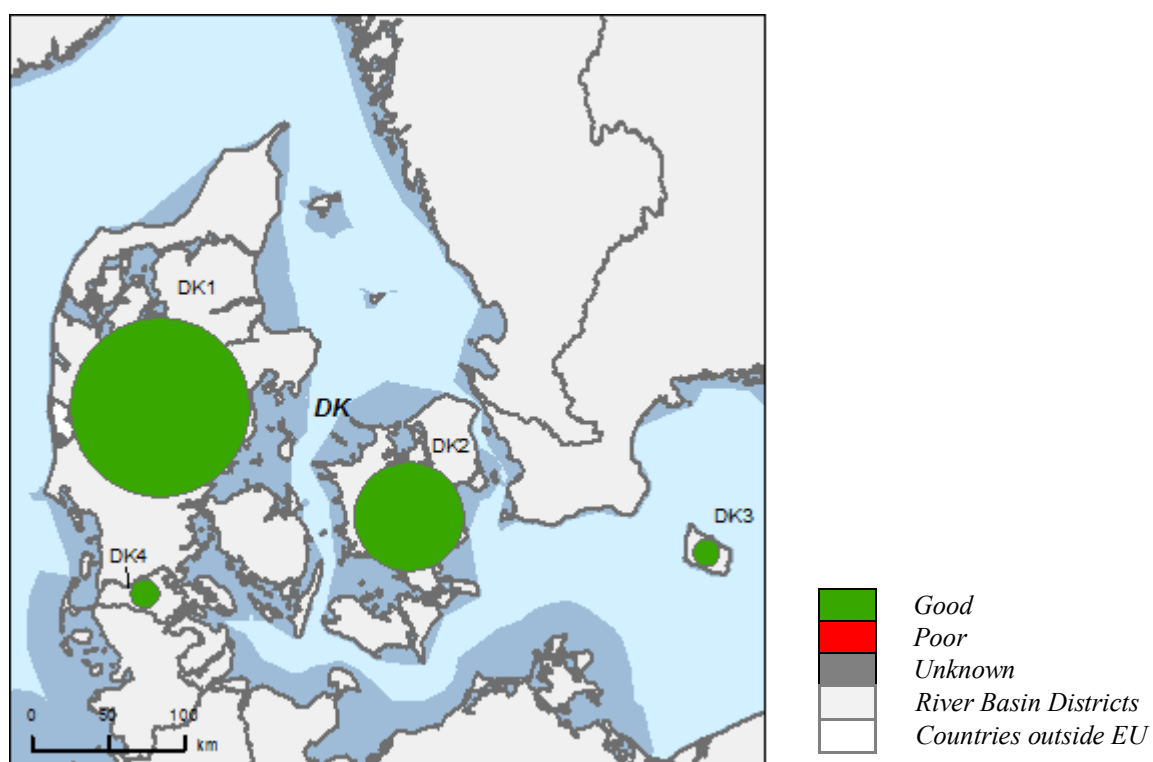 DK1
DK
DK2
DK3
DK4
0 50 100
km
Good
Poor
Unknown
River Basin Districts
Countries outside EU